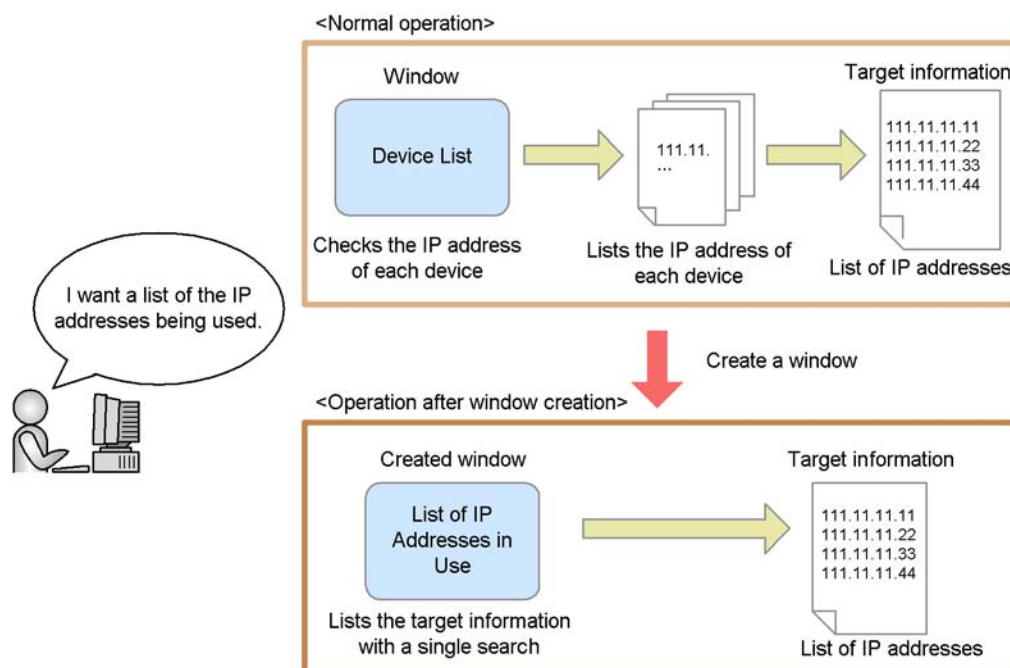 <Normal operation>
Window
Device List
Checks the IP address
of each device
111.11.
...
Lists the IP address of
each device
Target information
111.11.11.11
111.11.11.22
111.11.11.33
111.11.11.44
List of IP addresses
I want a list of the IP
addresses being used.
Create a window
<Operation after window creation>
Created window
List of IP
Addresses in
Use
Lists the target information
with a single search
Target information
111.11.11.11
111.11.11.22
111.11.11.33
111.11.11.44
List of IP addresses